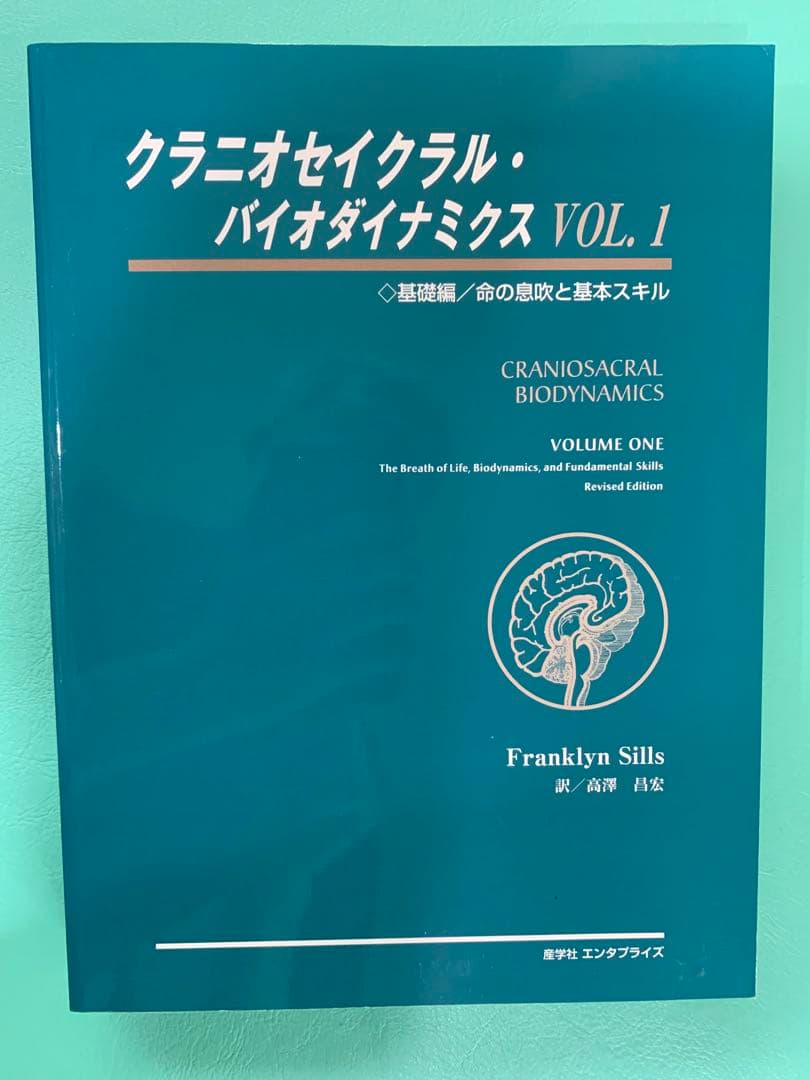 クラニオセイクラル・
バイオダイナミクス VOL. 1
◇基礎編／命の息吹と基本スキル
CRANIOSACRAL
BIODYNAMICS
VOLUME ONE
The Breath of Life, Biodynamics, and Fundamental Skills
Revised Edition
Franklyn Sills
訳／高澤　昌宏
産学社 エンタプライズ